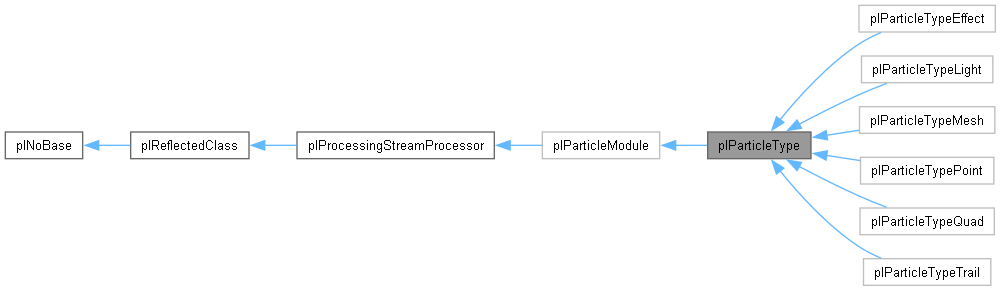 plParticleTypeEffect
plParticleTypeLight
plParticleTypeMesh
plNoBase
plReflectedClass
plProcessingStreamProcessor
plParticleModule
plParticleType
plParticleTypePoint
plParticleTypeQuad
plParticleTypeTrail